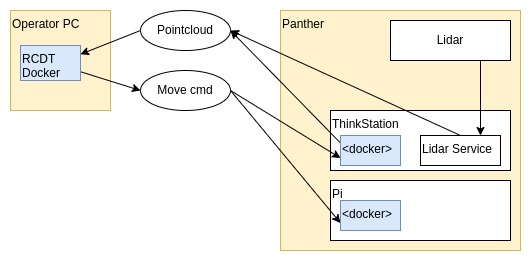 Operator PC
RCDT
Docker
Pointcloud
Move cmd
Panther
Lidar
ThinkStation
<docker>
Lidar Service
Pi
<docker>